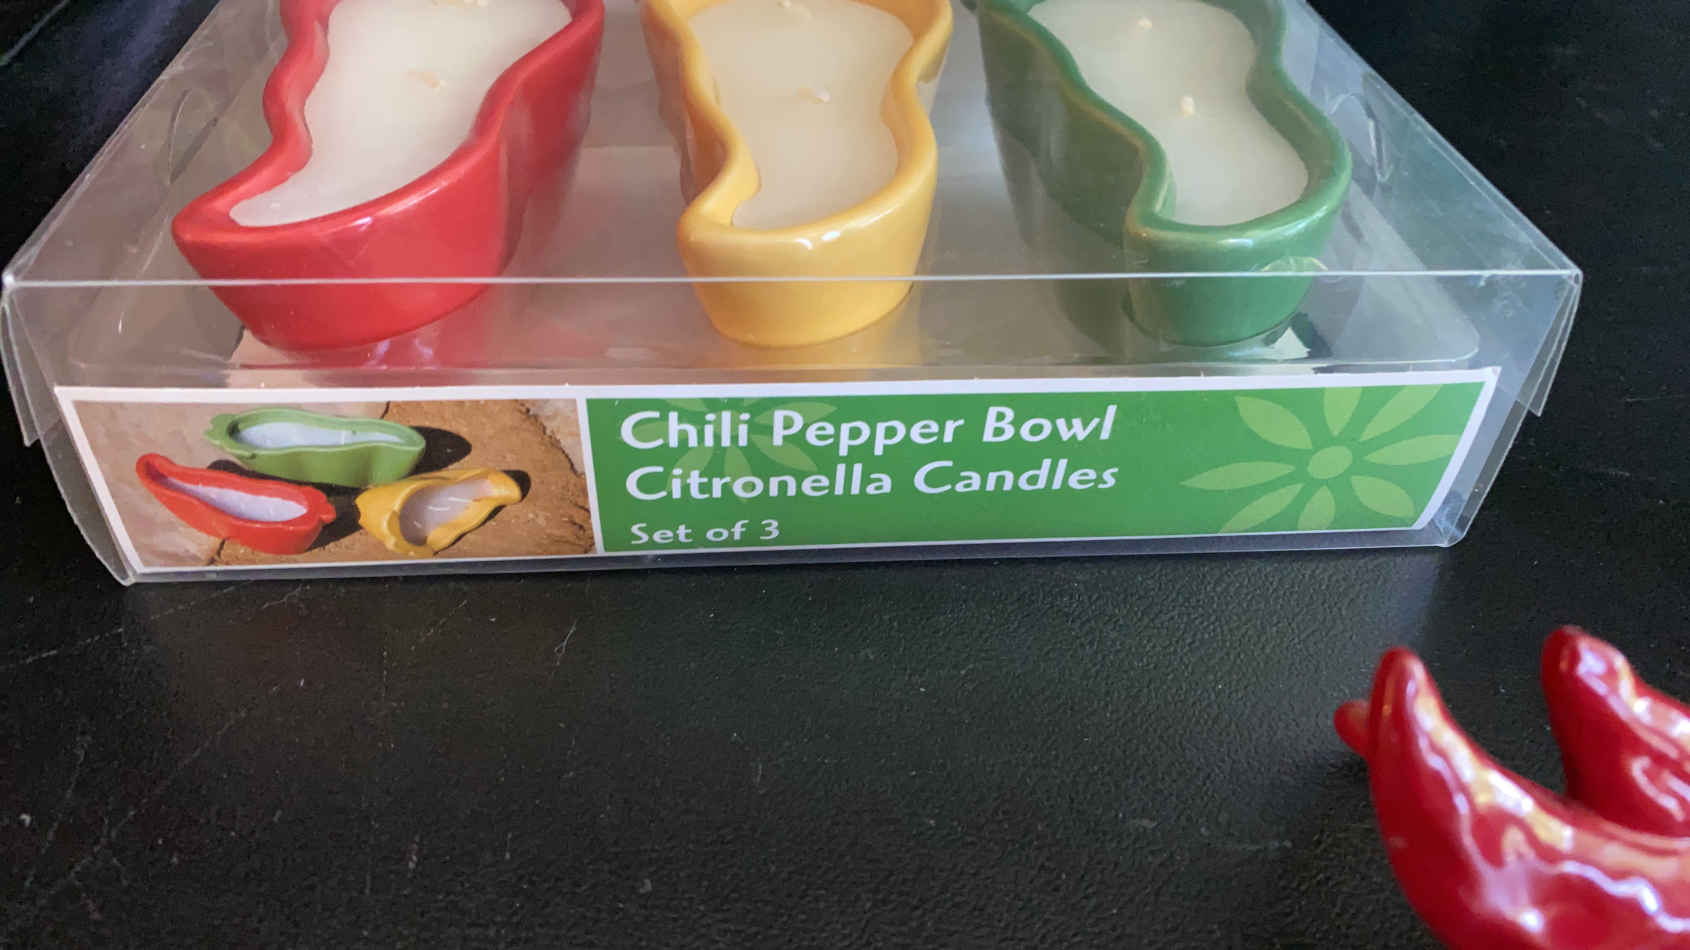 Chili Pepper Bowl
Citronella Candles
Set of 3